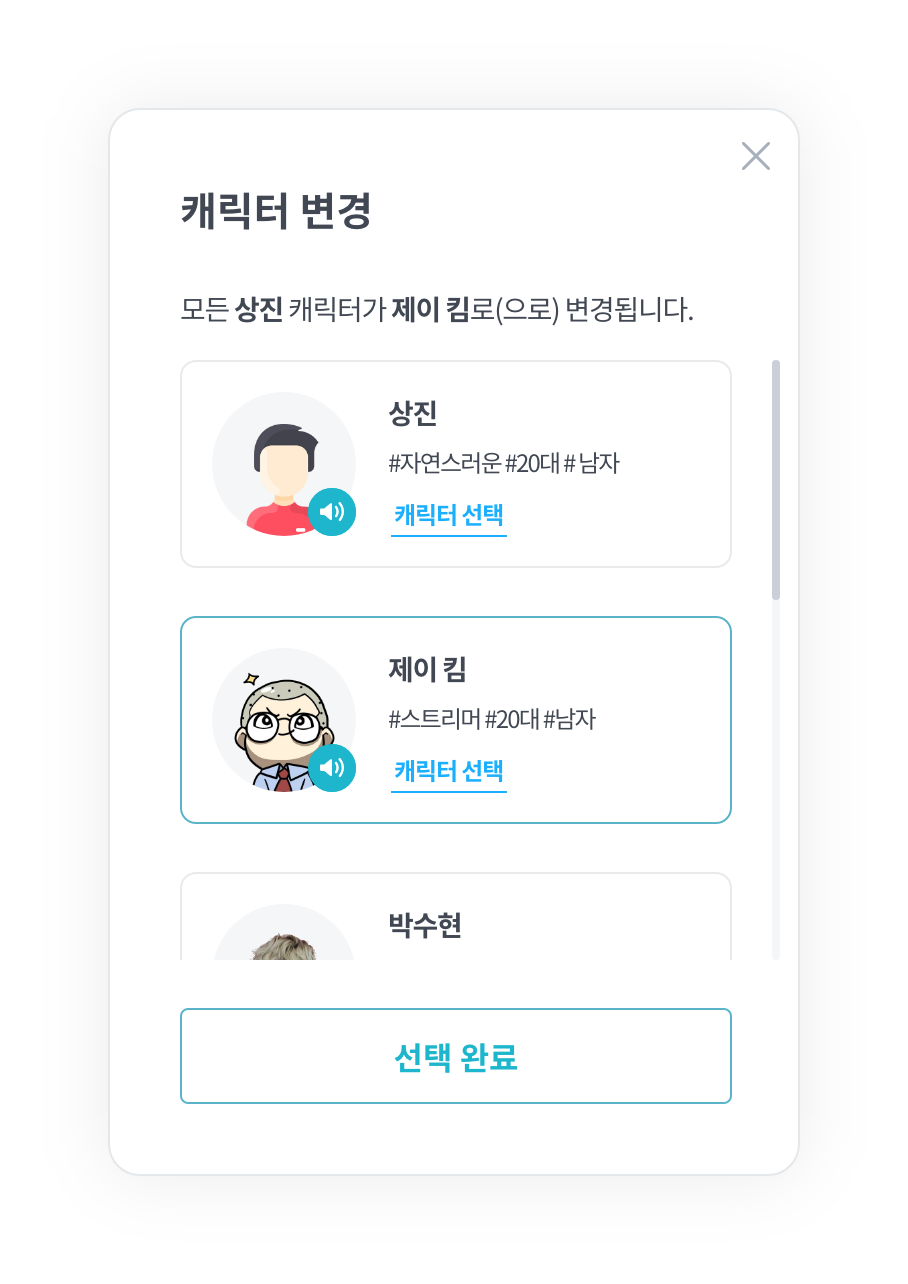 캐릭터 변경
모든 상진 캐릭터가 제이 킴로(으로) 변경됩니다.
상진
#자연스러운 #20대 # 남자
캐릭터 선택
제이 킴
#스트리머 #20대 #남자
캐릭터 선택
박수현
선택 완료